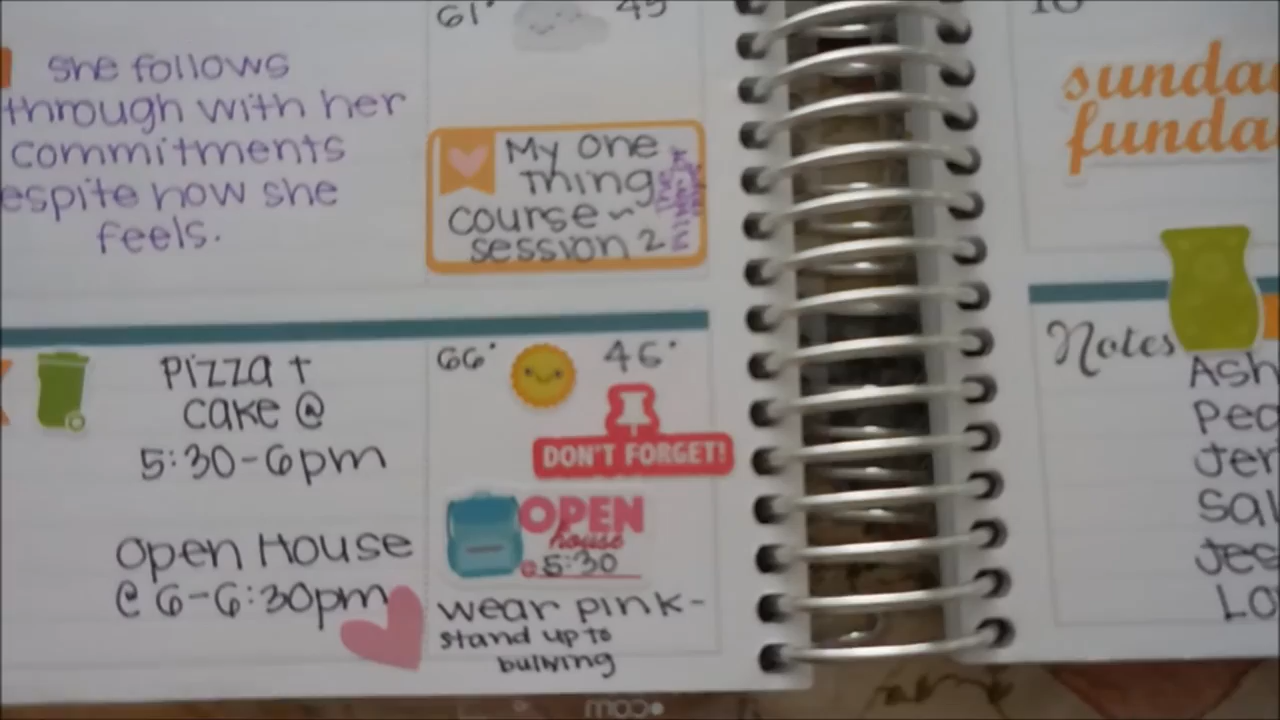 61° 45
she follows
through with her
commitments
espite how she
feels.
My one
thing
course~
session 2
sunda
funda
Pizza +
cake @
5:30-6pm
Open House
@ 6-6:30pm
66° 46°
DON'T FORGET!
OPEN
house
@ 5:30
wear pink-
stand up to
bullying
Notes
Ash
Jer
Sal
Jes
Lo